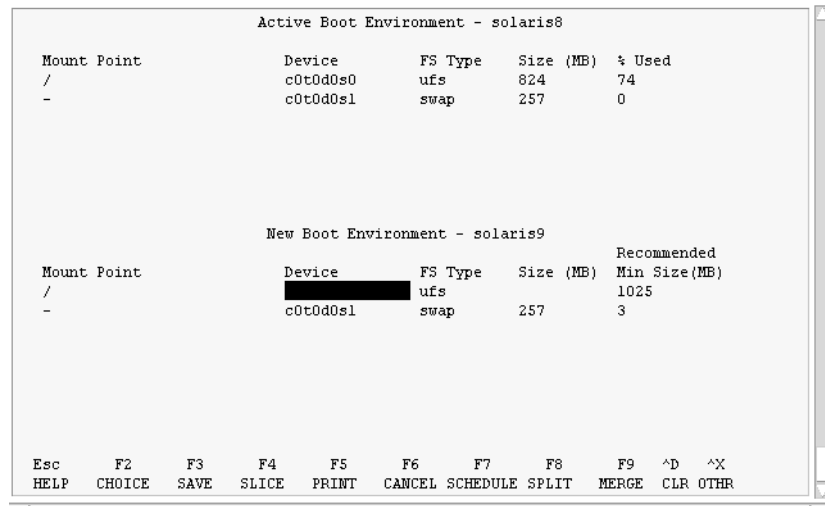 Active Boot Environment - solaris8
Mount Point Device FS Type Size (MB) % Used
/ c0t0d0s0 ufs 824 74
- c0t0d0s1 swap 257 0
New Boot Environment - solaris9
Recommended
Mount Point Device FS Type Size (MB) Min Size(MB)
/ ufs 1025
- c0t0d0s1 swap 257 3
Esc F2 F3 F4 F5 F6 F7 F8 F9 ^D ^X
HELP CHOICE SAVE SLICE PRINT CANCEL SCHEDULE SPLIT MERGE CLR OTHR